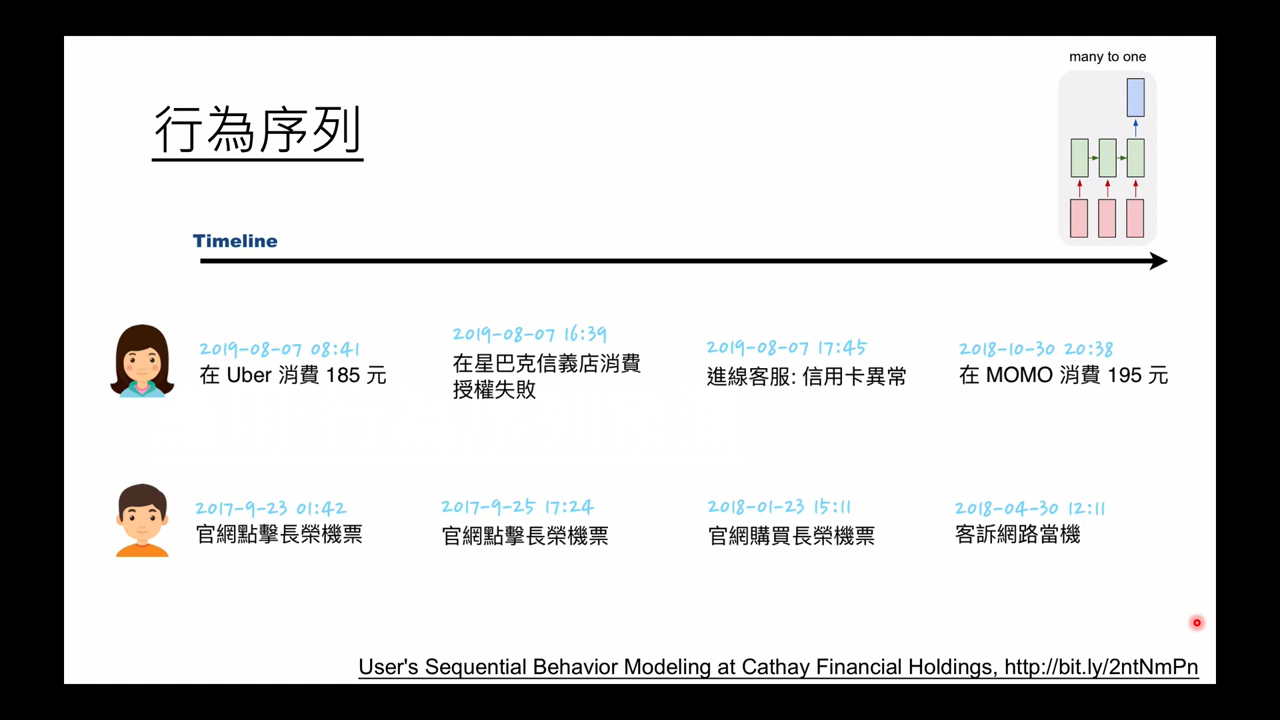 many to one
行為序列
Timeline
2019-08-07 08:41
在 Uber 消費 185 元
2019-08-07 16:39
在星巴克信義店消費
授權失敗
2019-08-07 17:45
進線客服: 信用卡異常
2018-10-30 20:38
在 MOMO 消費 195 元
2017-9-23 01:42
官網點擊長榮機票
2017-9-25 17:24
官網點擊長榮機票
2018-01-23 15:11
官網購買長榮機票
2018-04-30 12:11
客訴網路當機
User's Sequential Behavior Modeling at Cathay Financial Holdings, http://bit.ly/2ntNmPn